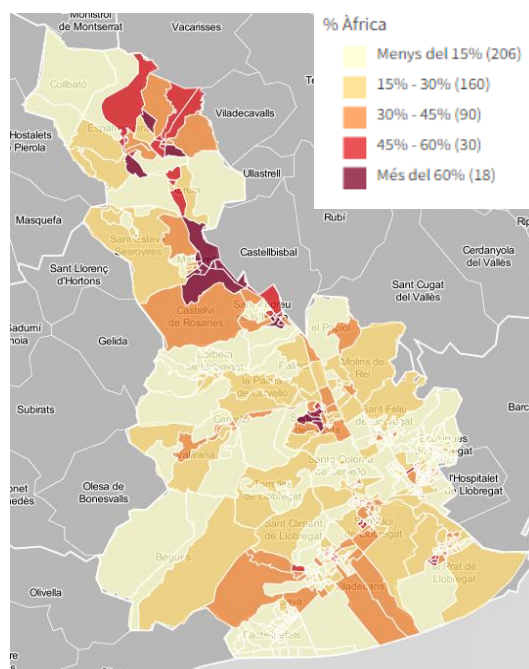 % Àfrica
Menys del 15% (206)
15% - 30% (160)
30% - 45% (90)
45% - 60% (30)
Més del 60% (18)
Monistrol
de Montserrat
Vacarisses
Collbató
Viladecavalls
Hostalets
Pierola
Ullastrell
Masquefa
Rubí
Sant Esteve
Sesrovires
Castellbisbal
Cerdanyola
del Vallès
Sant Llorenç
d'Hortons
Sant Cugat
del Vallès
Castellví
de Rosanes
el Papiol
Gelida
Molins de
Rei
la Palma
de Cervelló
Subirats
Sant Feliu
de Llobregat
Vallirana
Santa Coloma
de Cervelló
l'Hospitalet
de Llobregat
Olesa de
Bonesvalls
Torrelles
de Llobregat
Sant Climent
de Llobregat
Begues
el Prat de
Llobregat
Olivella
Viladecans
Castelldefels